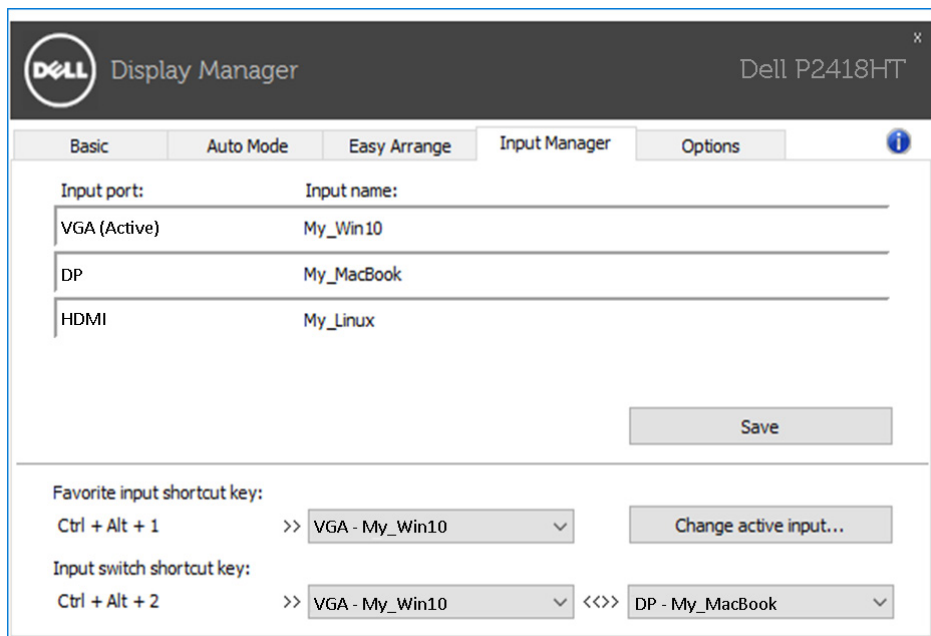 DELL Display Manager Dell P2418HT x
Basic Auto Mode Easy Arrange Input Manager Options i
Input port: Input name:
VGA (Active) My_Win10
DP My_MacBook
HDMI My_Linux
Save
Favorite input shortcut key:
Ctrl + Alt + 1 >> VGA - My_Win10 Change active input...
Input switch shortcut key:
Ctrl + Alt + 2 >> VGA - My_Win10 <<>> DP - My_MacBook